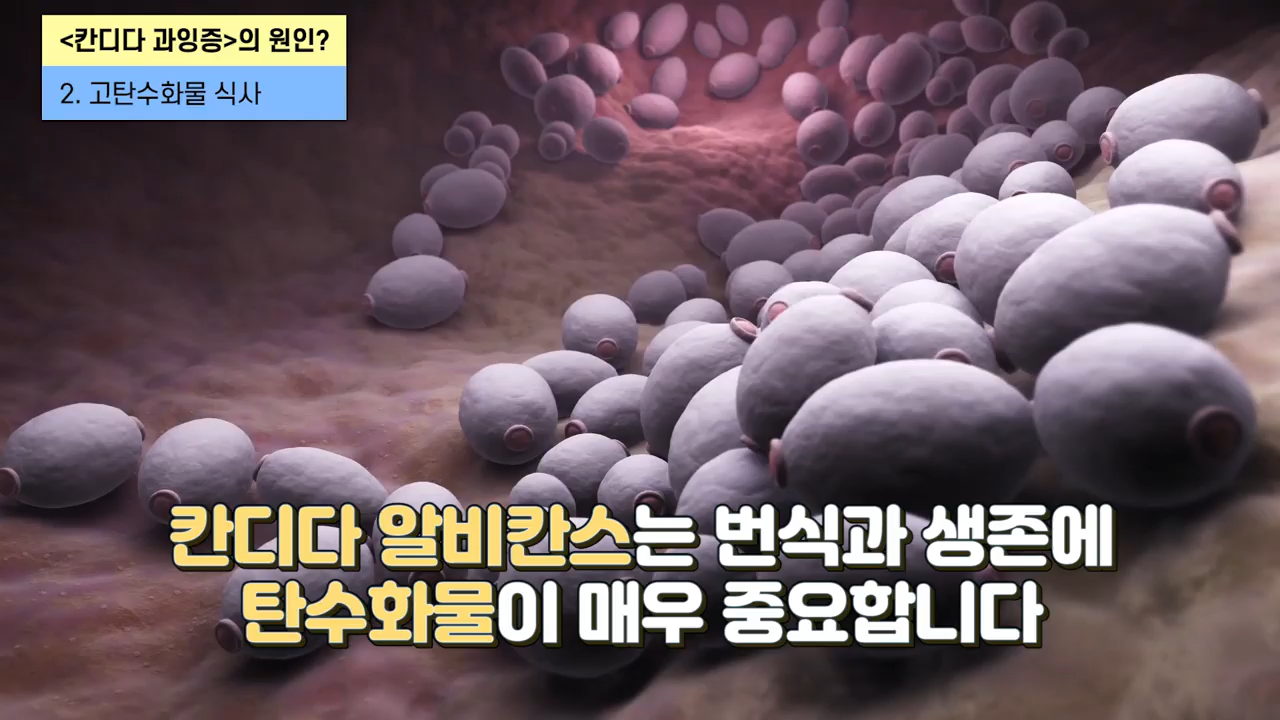 <칸디다 과잉증>의 원인?
2. 고탄수화물 식사
칸디다 알비칸스는 번식과 생존에
탄수화물이 매우 중요합니다